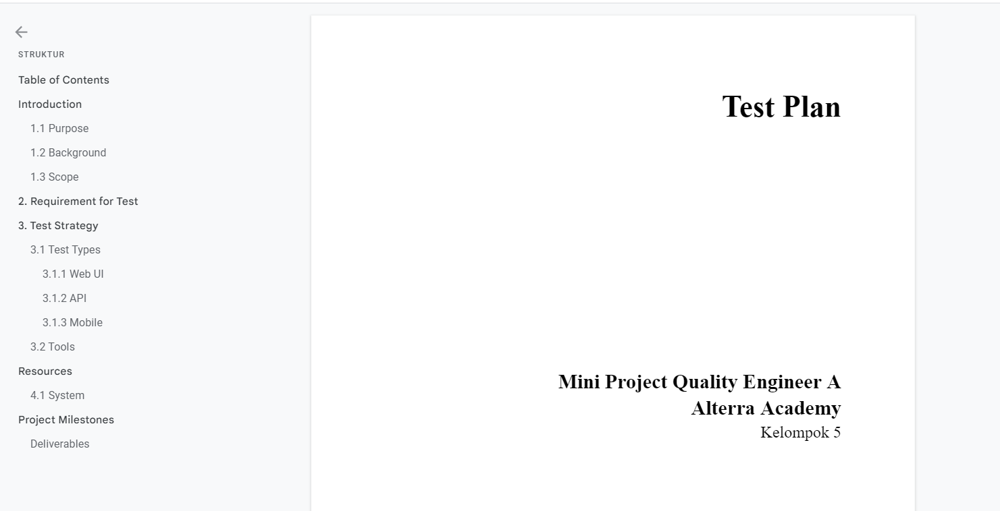 STRUKTUR
Table of Contents
Introduction
1.1 Purpose
1.2 Background
1.3 Scope
2. Requirement for Test
3. Test Strategy
3.1 Test Types
3.1.1 Web UI
3.1.2 API
3.1.3 Mobile
3.2 Tools
Resources
4.1 System
Project Milestones
Deliverables
Test Plan
Mini Project Quality Engineer A
Alterra Academy
Kelompok 5